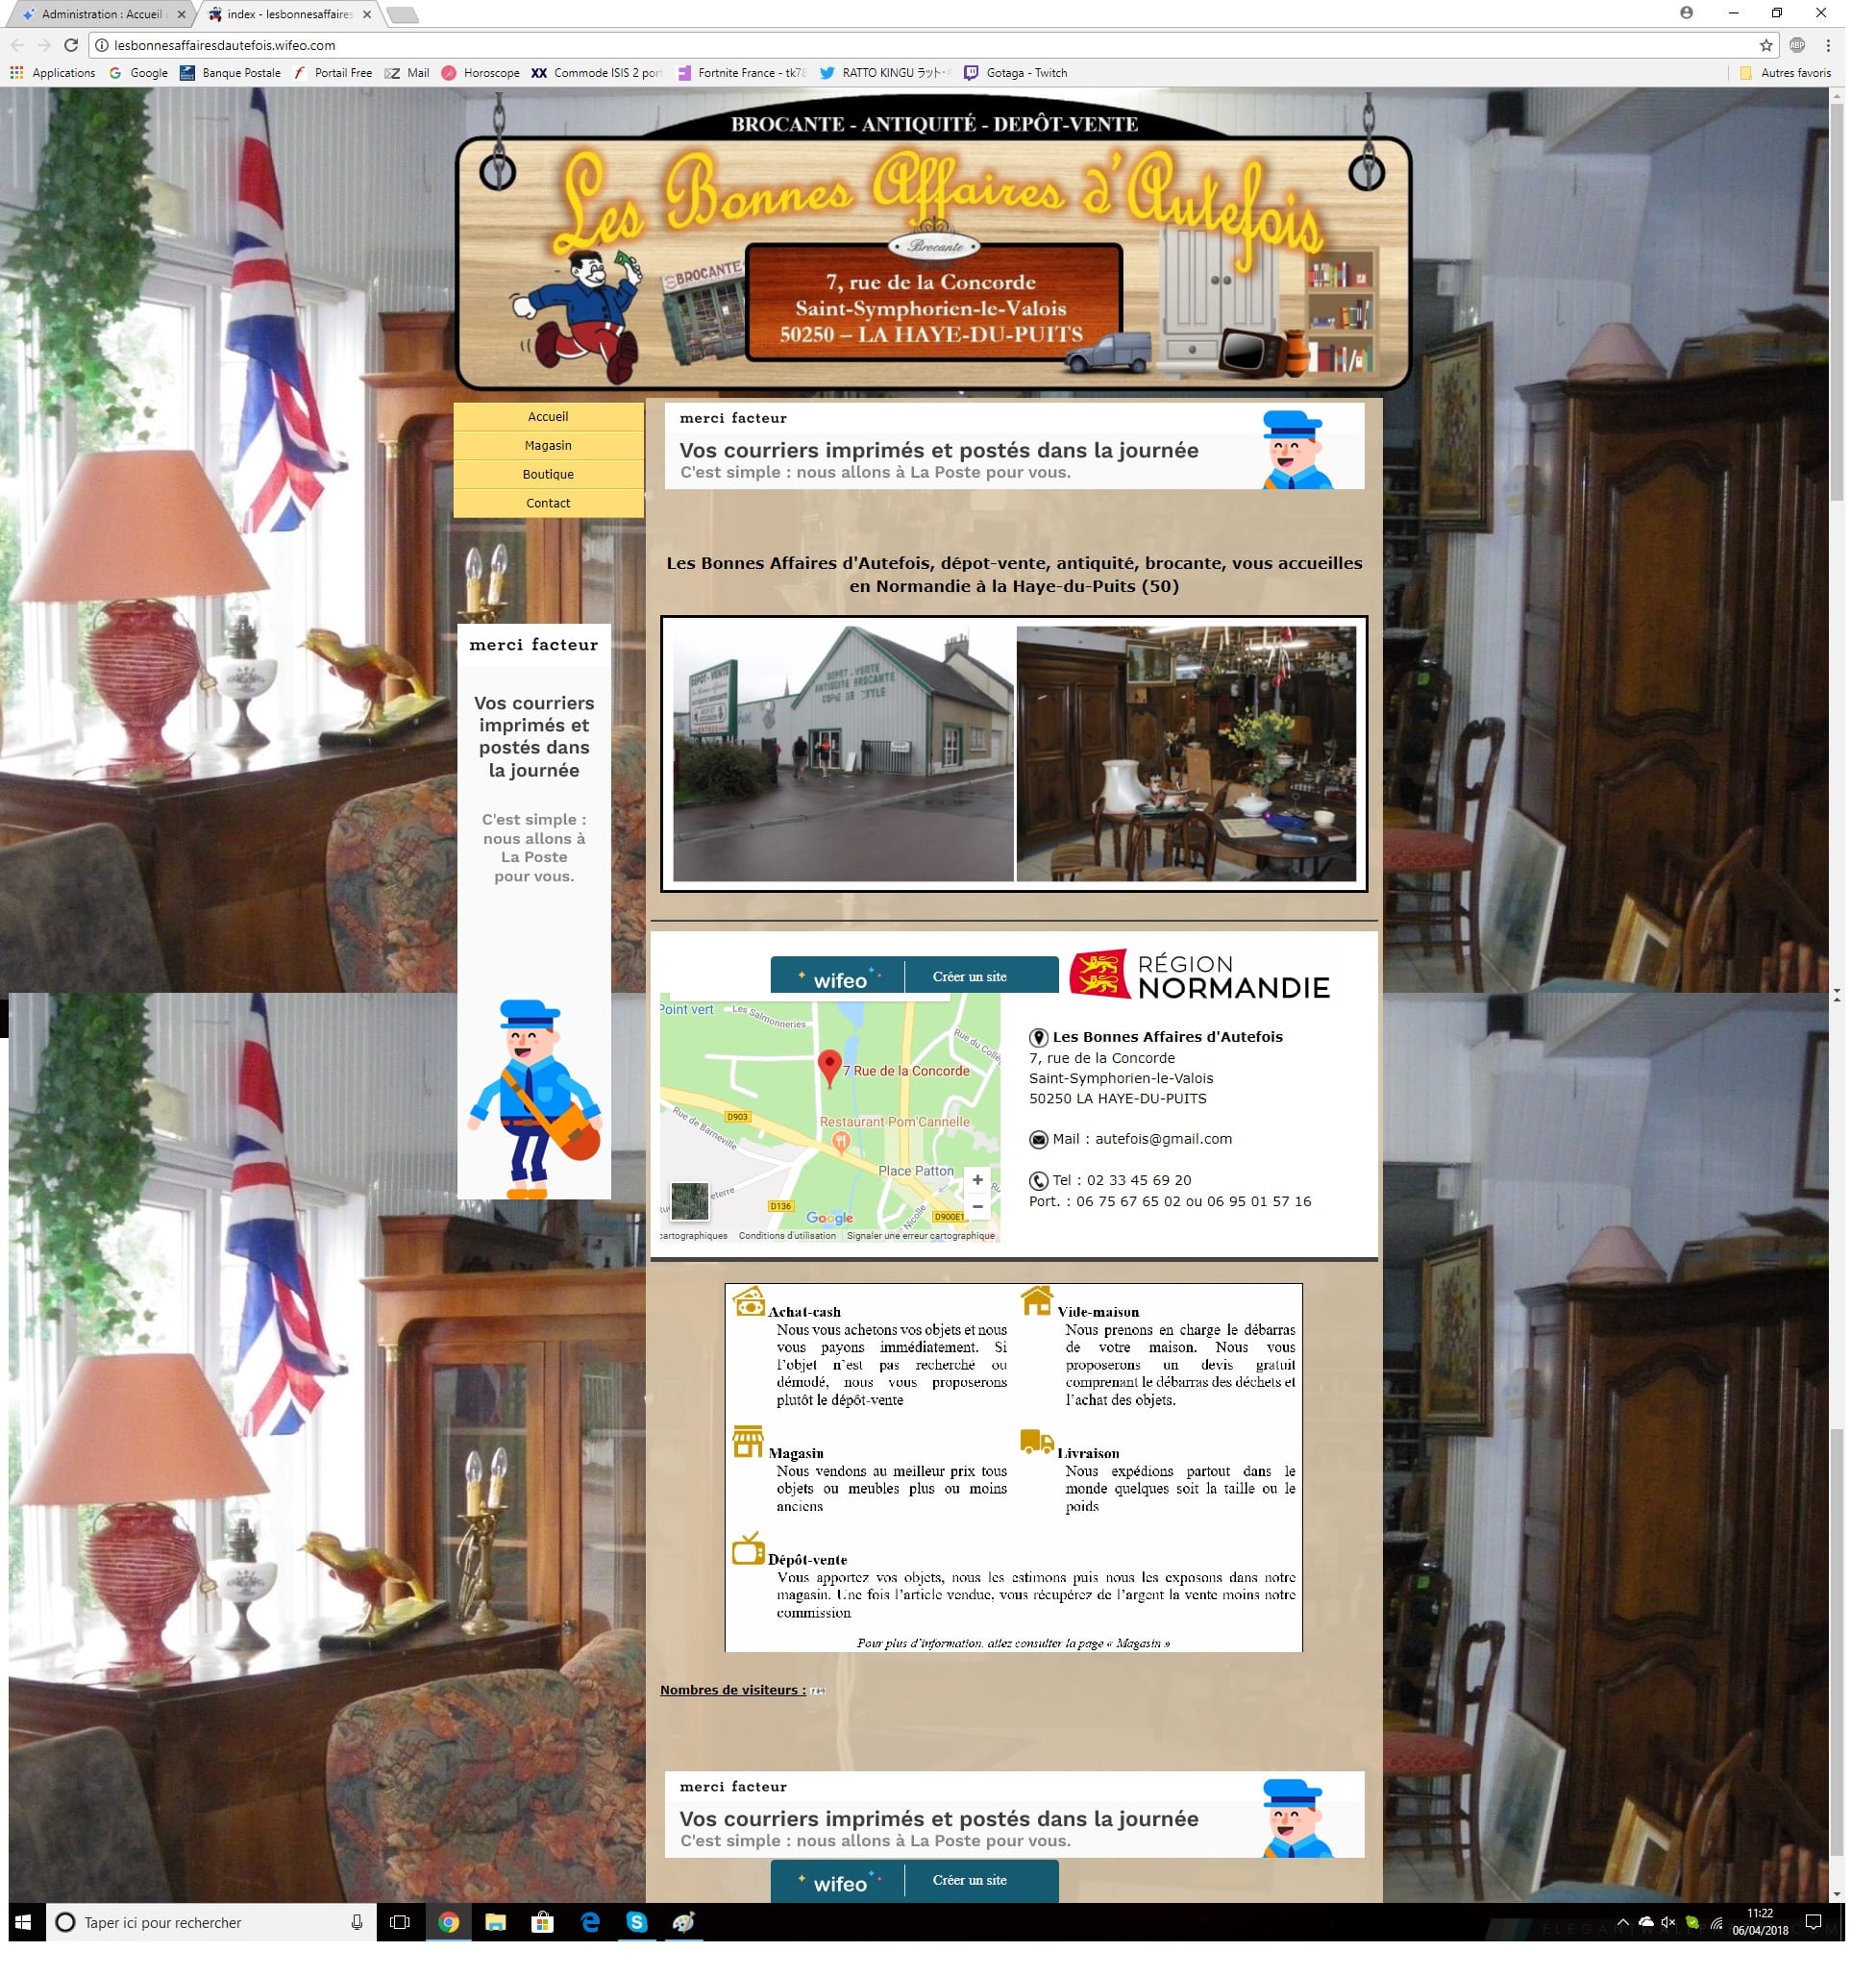 Administration : Accueil
index - lesbonnesaffaires
lesbonnesaffairesdautefois.wifeo.com
ABP
Applications
Google
Banque Postale
Portail Free
Mail
Horoscope
XX
Commode ISIS 2 por
Fortnite France - tk78
RATTO KINGU ラット・
Gotaga - Twitch
Autres favoris
BROCANTE - ANTIQUITÉ - DEPÔT-VENTE
Les Bonnes Affaires d'Autefois
Brocante
BROCANTE
7, rue de la Concorde
Saint-Symphorien-le-Valois
50250 – LA HAYE-DU-PUITS
Accueil
Magasin
Boutique
Contact
merci facteur
Vos courriers imprimés et postés dans la journée
C'est simple : nous allons à La Poste pour vous.
Les Bonnes Affaires d'Autefois, dépot-vente, antiquité, brocante, vous accueilles
en Normandie à la Haye-du-Puits (50)
merci facteur
Vos courriers
imprimés et
postés dans
la journée
C'est simple :
nous allons à
La Poste
pour vous.
DEPOT - VENTE
DEPOT - VENTE
ANTIQUITE BROCANTE
wifeo
Créer un site
RÉGION
NORMANDIE
Point vert
Les Salmonneries
Rue du Collè
7 Rue de la Concorde
D903
Restaurant Pom'Cannelle
Rue de Barneville
Place Patton
eterre
D136
Google
Nicolle
D900E1
cartographiques
Conditions d'utilisation
Signaler une erreur cartographique
Les Bonnes Affaires d'Autefois
7, rue de la Concorde
Saint-Symphorien-le-Valois
50250 LA HAYE-DU-PUITS
Mail : autefois@gmail.com
Tel : 02 33 45 69 20
Port. : 06 75 67 65 02 ou 06 95 01 57 16
Achat-cash
Nous vous achetons vos objets et nous
vous payons immédiatement. Si
l'objet n'est pas recherché ou
démodé, nous vous proposerons
plutôt le dépôt-vente
Vide-maison
Nous prenons en charge le débarras
de votre maison. Nous vous
proposerons un devis gratuit
comprenant le débarras des déchets et
l'achat des objets.
Magasin
Nous vendons au meilleur prix tous
objets ou meubles plus ou moins
anciens
Livraison
Nous expédions partout dans le
monde quelques soit la taille ou le
poids
Dépôt-vente
Vous apportez vos objets, nous les estimons puis nous les exposons dans notre
magasin. Une fois l'article vendue, vous récupérez de l'argent la vente moins notre
commission
Pour plus d'information, allez consulter la page « Magasin »
Nombres de visiteurs :
merci facteur
Vos courriers imprimés et postés dans la journée
C'est simple : nous allons à La Poste pour vous.
wifeo
Créer un site
Taper ici pour rechercher
11:22
06/04/2018